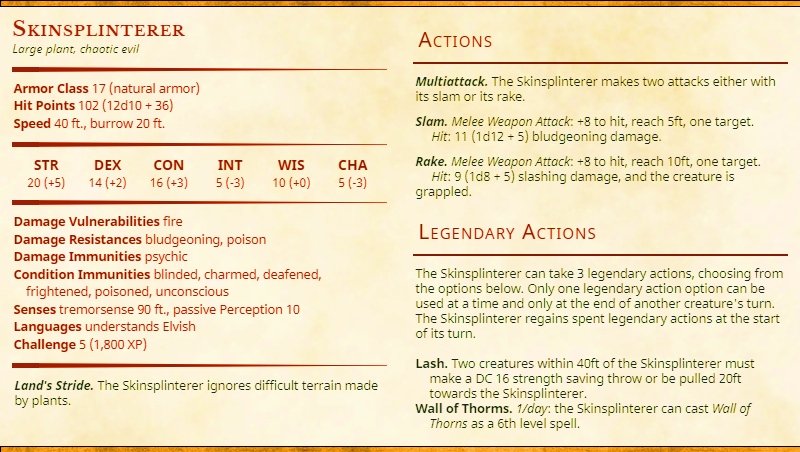 Skinsplinterer
Large plant, chaotic evil
Armor Class 17 (natural armor)
Hit Points 102 (12d10 + 36)
Speed 40 ft., burrow 20 ft.
STR DEX CON INT WIS CHA
20 (+5) 14 (+2) 16 (+3) 5 (-3) 10 (+0) 5 (-3)
Damage Vulnerabilities fire
Damage Resistances bludgeoning, poison
Damage Immunities psychic
Condition Immunities blinded, charmed, deafened,
frightened, poisoned, unconscious
Senses tremorsense 90 ft., passive Perception 10
Languages understands Elvish
Challenge 5 (1,800 XP)
Land's Stride. The Skinsplinterer ignores difficult terrain made
by plants.
Actions
Multiattack. The Skinsplinterer makes two attacks either with
its slam or its rake.
Slam. Melee Weapon Attack: +8 to hit, reach 5ft, one target.
Hit: 11 (1d12 + 5) bludgeoning damage.
Rake. Melee Weapon Attack: +8 to hit, reach 10ft, one target.
Hit: 9 (1d8 + 5) slashing damage, and the creature is
grappled.
Legendary Actions
The Skinsplinterer can take 3 legendary actions, choosing from
the options below. Only one legendary action option can be
used at a time and only at the end of another creature's turn.
The Skinsplinterer regains spent legendary actions at the start
of its turn.
Lash. Two creatures within 40ft of the Skinsplinterer must
make a DC 16 strength saving throw or be pulled 20ft
towards the Skinsplinterer.
Wall of Thorms. 1/day: the Skinsplinterer can cast Wall of
Thorns as a 6th level spell.